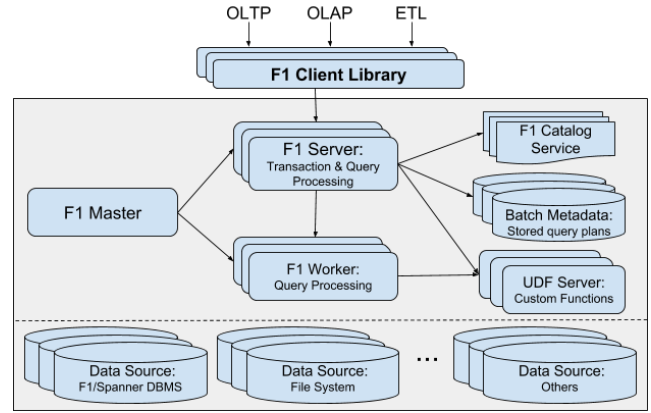 OLTP OLAP ETL
F1 Client Library
F1 Server:
Transaction & Query
Processing
F1 Catalog
Service
F1 Master
Batch Metadata:
Stored query plans
F1 Worker:
Query Processing
UDF Server:
Custom Functions
Data Source:
F1/Spanner DBMS
Data Source:
File System
...
Data Source:
Others